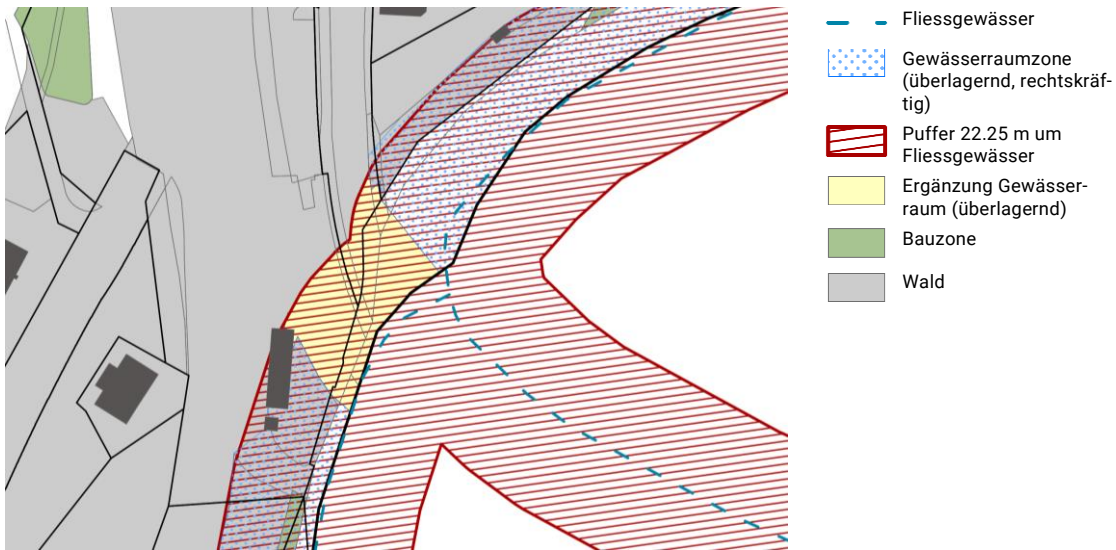 Fliessgewässer
Gewässerraumzone
(überlagernd, rechtskräf-
tig)
Puffer 22.25 m um
Fliessgewässer
Ergänzung Gewässer-
raum (überlagernd)
Bauzone
Wald